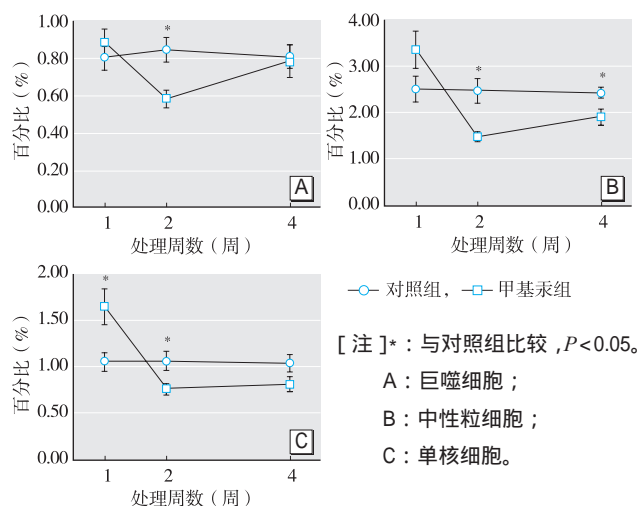 1.00
0.80
0.60
0.40
0.20
0.00
百分比（%）
*
A
1 2 4
处理周数（周）
4.00
3.00
2.00
1.00
0.00
百分比（%）
* *
B
1 2 4
处理周数（周）
2.00
1.50
1.00
0.50
0.00
百分比（%）
* *
C
1 2 4
处理周数（周）
对照组， 甲基汞组
[注]*：与对照组比较，P<0.05。
A：巨噬细胞；
B：中性粒细胞；
C：单核细胞。